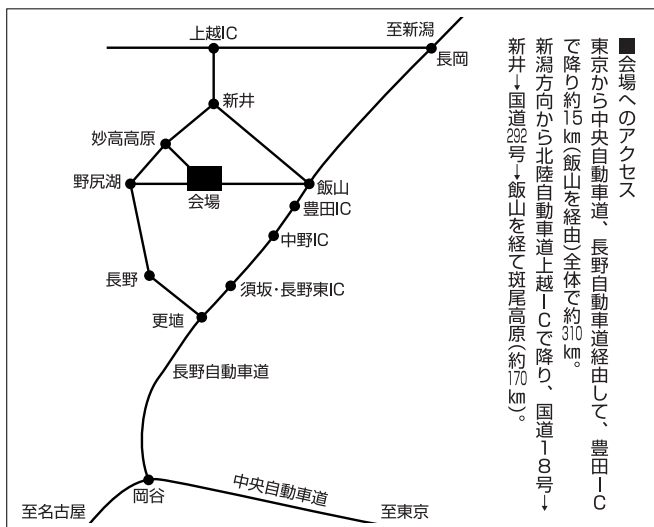 ■会場へのアクセス
東京から中央自動車道、長野自動車道経由して、豊田IC
で降り約15km(飯山を経由)全体で約310km。
新潟方向から北陸自動車道上越ICで降り、国道18号→
新井→国道292号→飯山を経て斑尾高原(約170km)。
至新潟
上越IC
長岡
新井
妙高高原
野尻湖
会場
飯山
豊田IC
中野IC
長野
須坂・長野東IC
更埴
長野自動車道
岡谷
中央自動車道
至名古屋
至東京